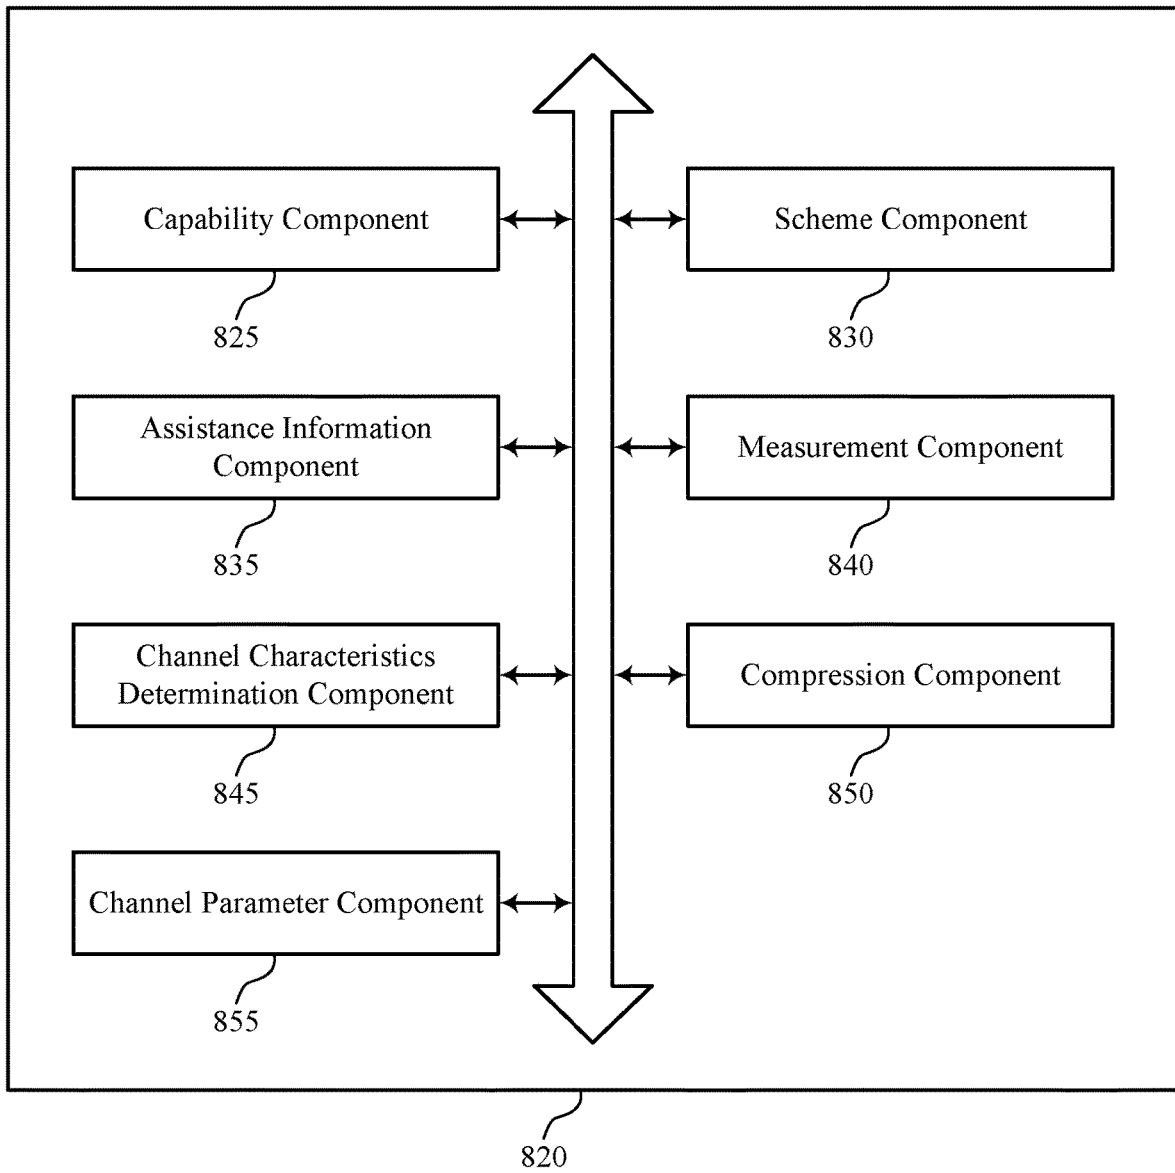 Capability Component
825
Scheme Component
830
Assistance Information
Component
835
Measurement Component
840
Channel Characteristics
Determination Component
845
Compression Component
850
Channel Parameter Component
855
820